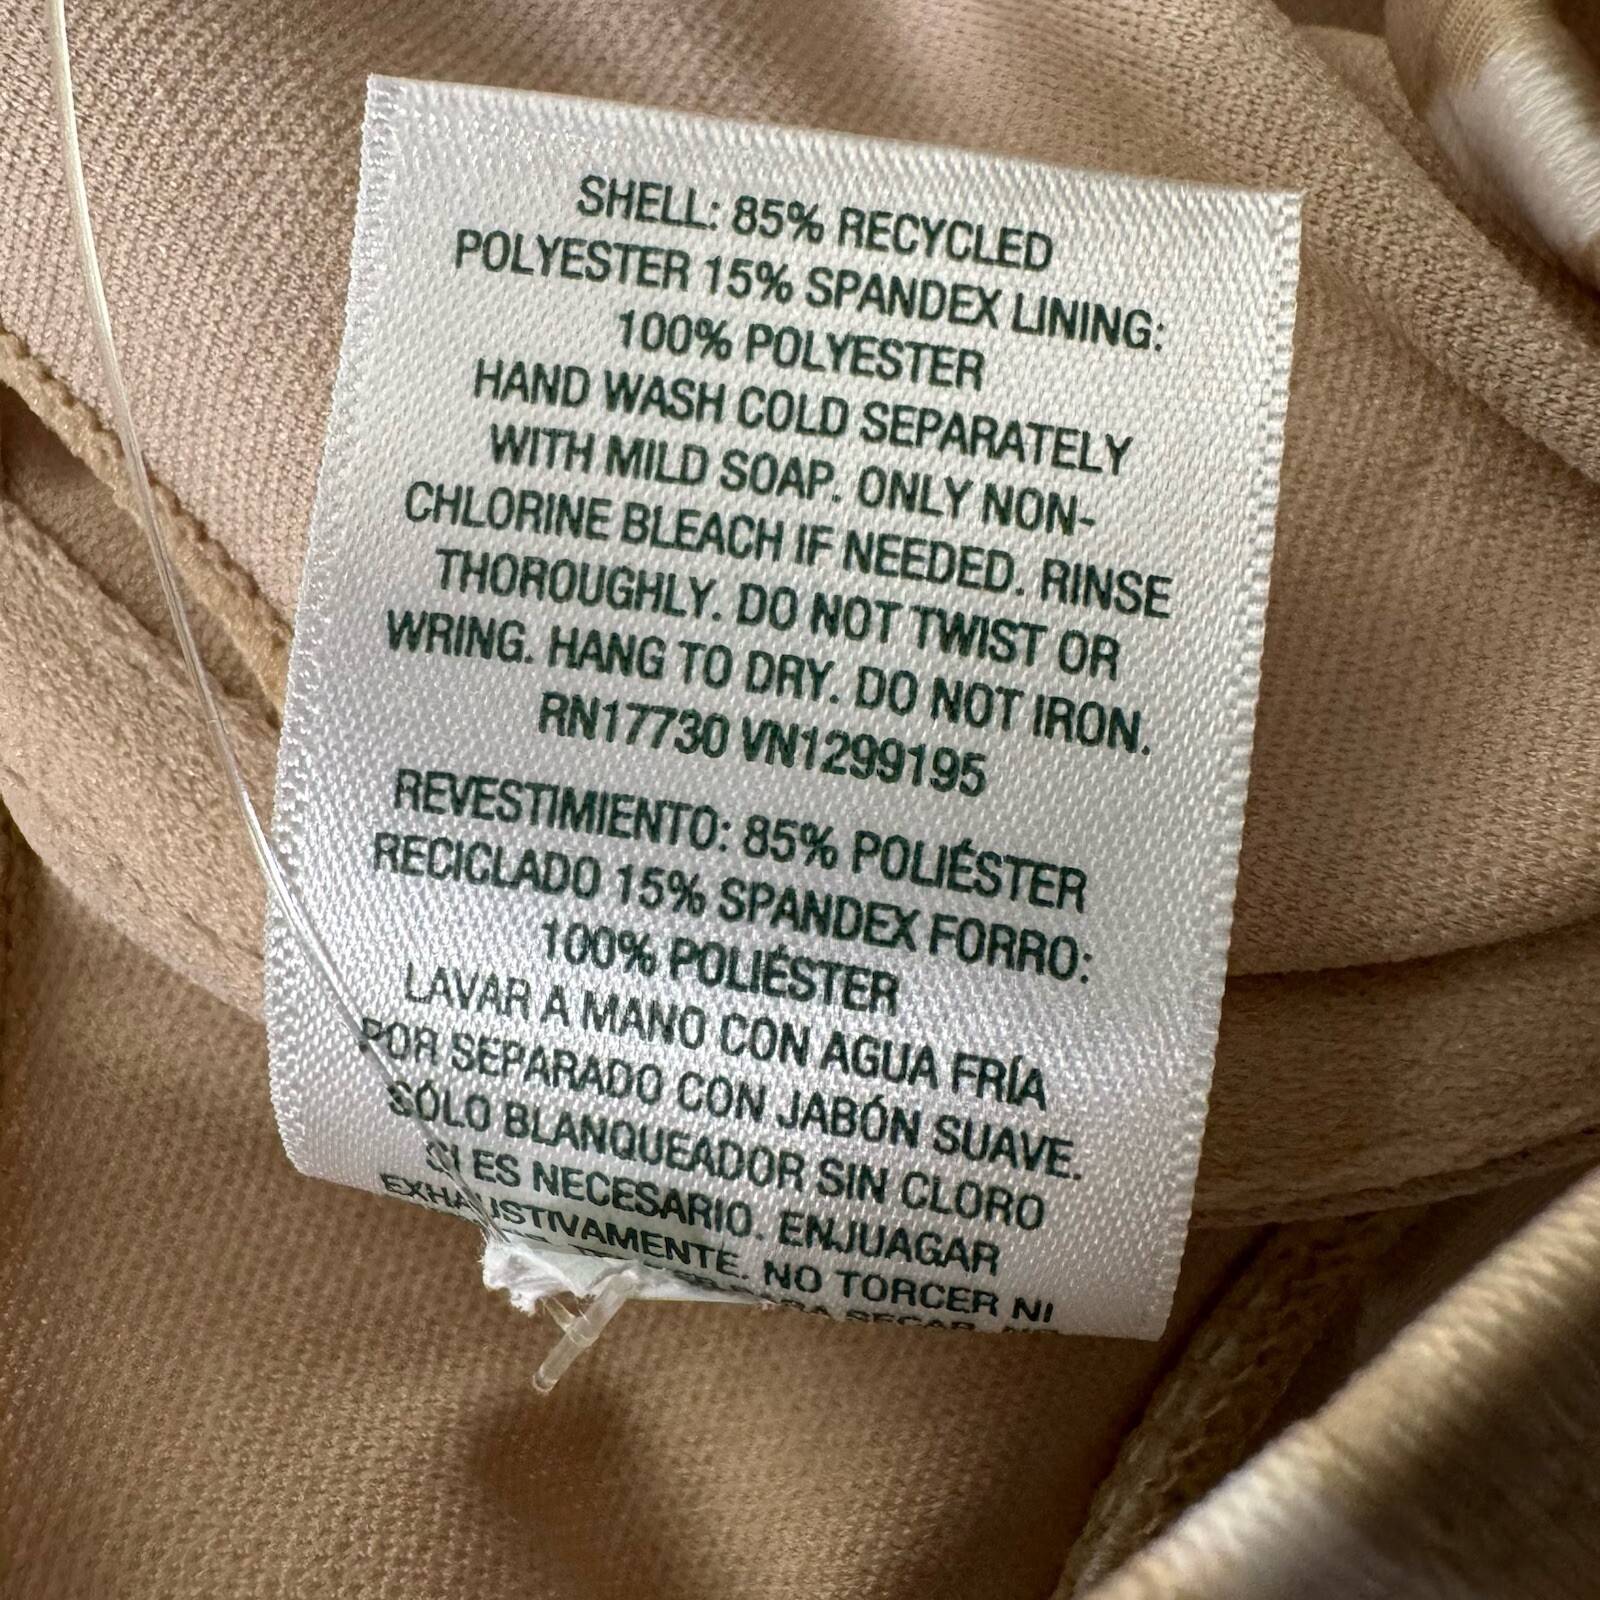 SHELL: 85% RECYCLED
POLYESTER 15% SPANDEX LINING:
100% POLYESTER
HAND WASH COLD SEPARATELY
WITH MILD SOAP. ONLY NON-
CHLORINE BLEACH IF NEEDED. RINSE
THOROUGHLY. DO NOT TWIST OR
WRING. HANG TO DRY. DO NOT IRON.
RN17730 VN1299195
REVESTIMIENTO: 85% POLIÉSTER
RECICLADO 15% SPANDEX FORRO:
100% POLIÉSTER
LAVAR A MANO CON AGUA FRÍA
POR SEPARADO CON JABÓN SUAVE.
SÓLO BLANQUEADOR SIN CLORO
SI ES NECESARIO. ENJUAGAR
EXHAUSTIVAMENTE. NO TORCER NI
SECAR.